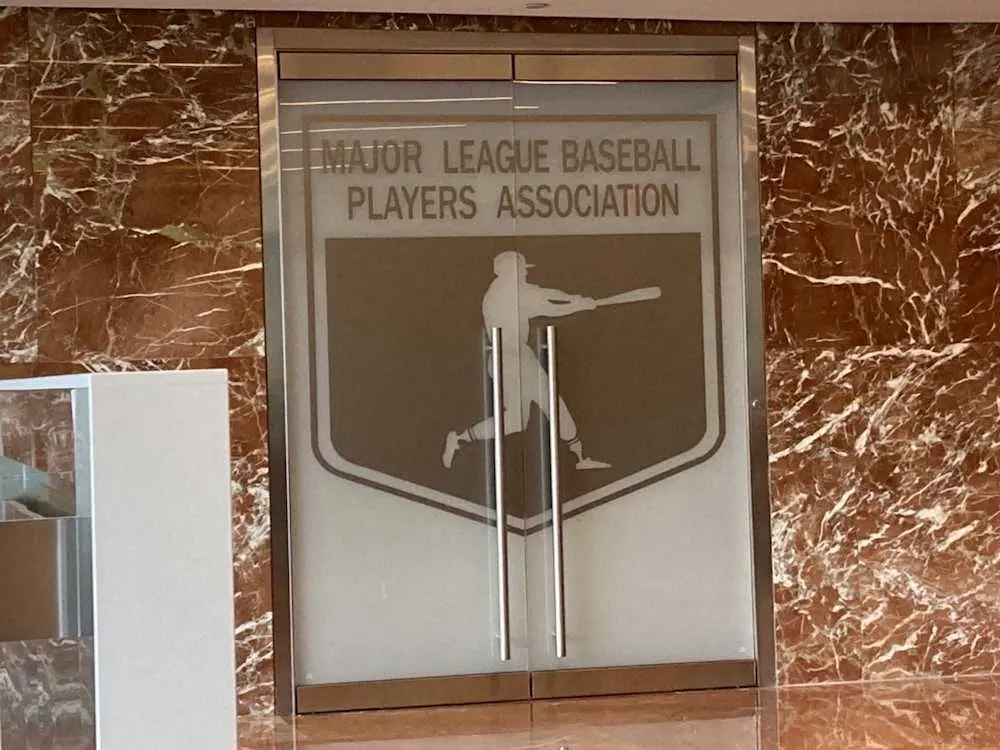 MAJOR LEAGUE BASEBALL
PLAYERS ASSOCIATION